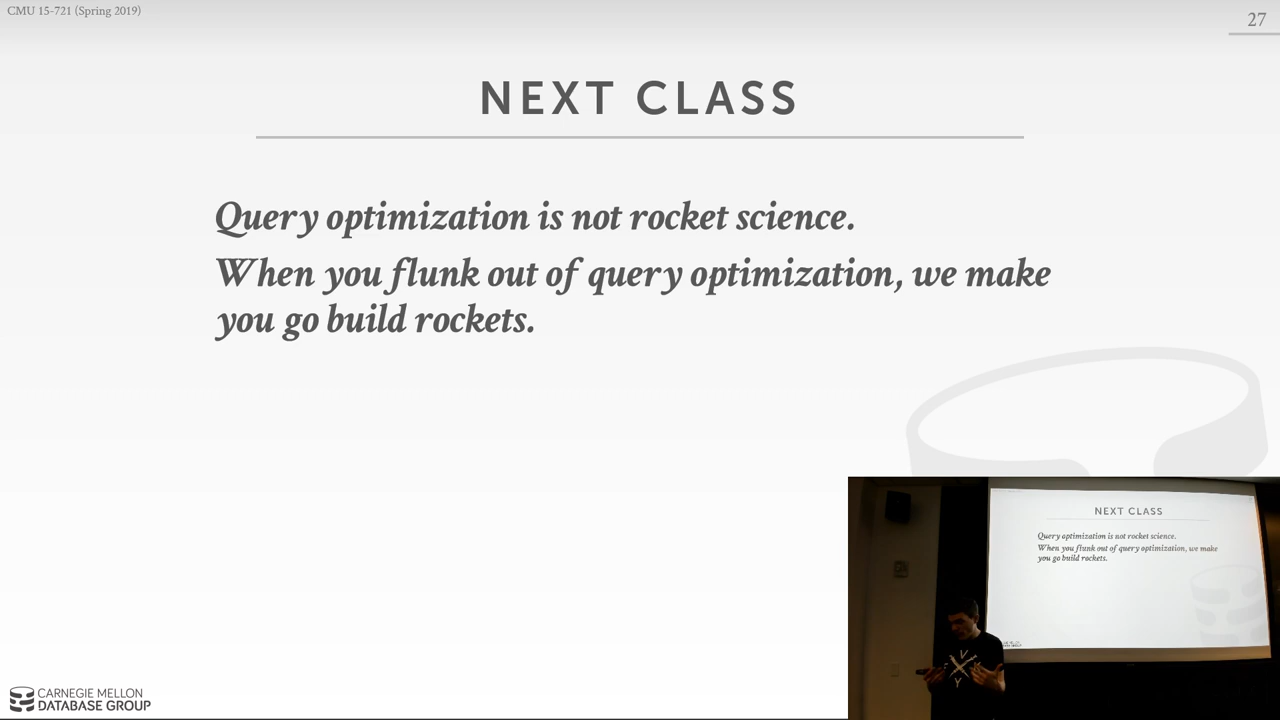 CMU 15-721 (Spring 2019)
27
NEXT CLASS
Query optimization is not rocket science.
When you flunk out of query optimization, we make
you go build rockets.
NEXT CLASS
Query optimization is not rocket science.
When you flunk out of query optimization, we make
you go build rockets.
CARNEGIE MELLON
DATABASE GROUP